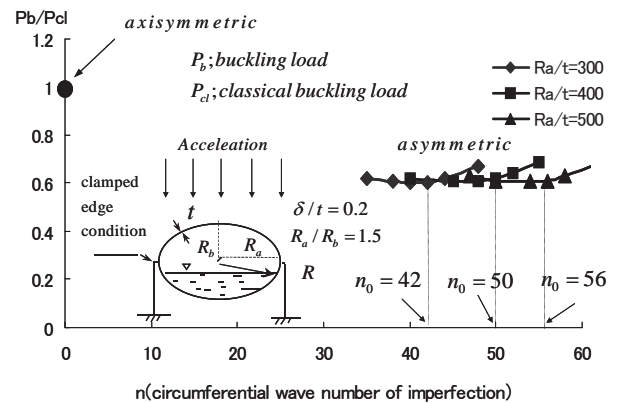 Pb/Pcl
axisymmetric
1.2
1
0.8
0.6
0.4
0.2
0
P_b;buckling load
P_cl;classical buckling load
Ra/t=300
Ra/t=400
Ra/t=500
Acceleation
asymmetric
clamped
edge
condition
t
R_b
R_a
R
δ/t = 0.2
R_a/R_b = 1.5
n_0 = 42
n_0 = 50
n_0 = 56
0 10 20 30 40 50 60
n(circumferential wave number of imperfection)